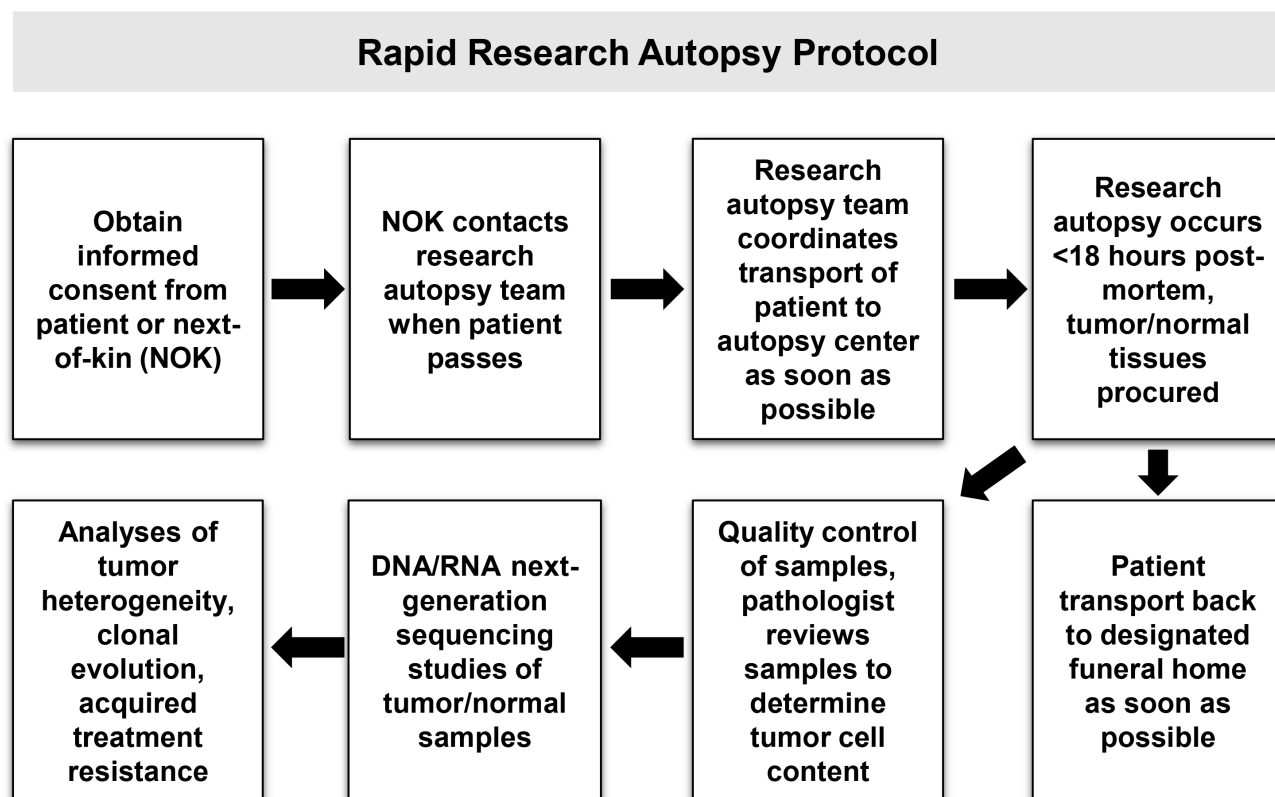 Rapid Research Autopsy Protocol
Obtain
informed
consent from
patient or next-
of-kin (NOK)
NOK contacts
research
autopsy team
when patient
passes
Research
autopsy team
coordinates
transport of
patient to
autopsy center
as soon as
possible
Research
autopsy occurs
<18 hours post-
mortem,
tumor/normal
tissues
procured
Patient
transport back
to designated
funeral home
as soon as
possible
Quality control
of samples,
pathologist
reviews
samples to
determine
tumor cell
content
DNA/RNA next-
generation
sequencing
studies of
tumor/normal
samples
Analyses of
tumor
heterogeneity,
clonal
evolution,
acquired
treatment
resistance